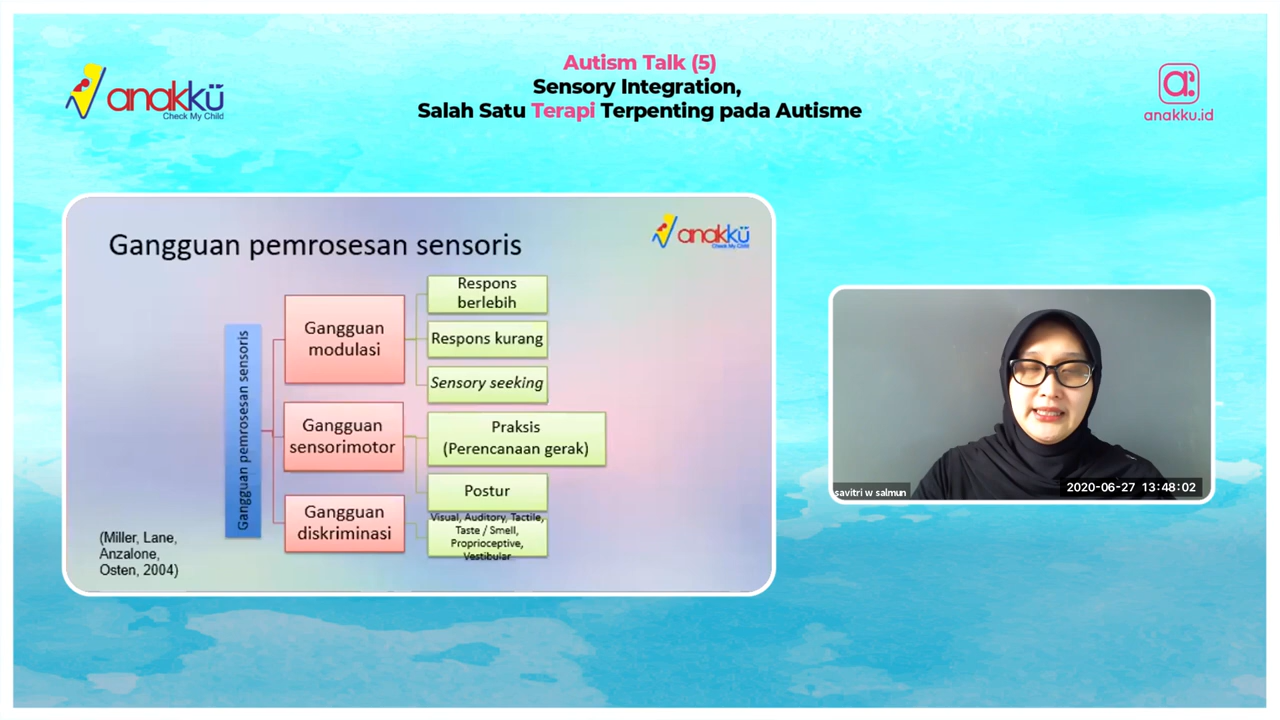 Autism Talk (5)
Sensory Integration,
Salah Satu Terapi Terpenting pada Autisme
anakkü
Check My Child
anakku.id
Gangguan pemrosesan sensoris
anakkü
Check My Child
Gangguan pemrosesan sensoris
Gangguan
modulasi
Respons
berlebih
Respons kurang
Sensory seeking
Gangguan
sensorimotor
Praksis
(Perencanaan gerak)
Postur
Gangguan
diskriminasi
Visual, Auditory, Tactile,
Taste / Smell,
Proprioceptive,
Vestibular
(Miller, Lane,
Anzalone,
Osten, 2004)
savitri w salmun
2020-06-27 13:48:02